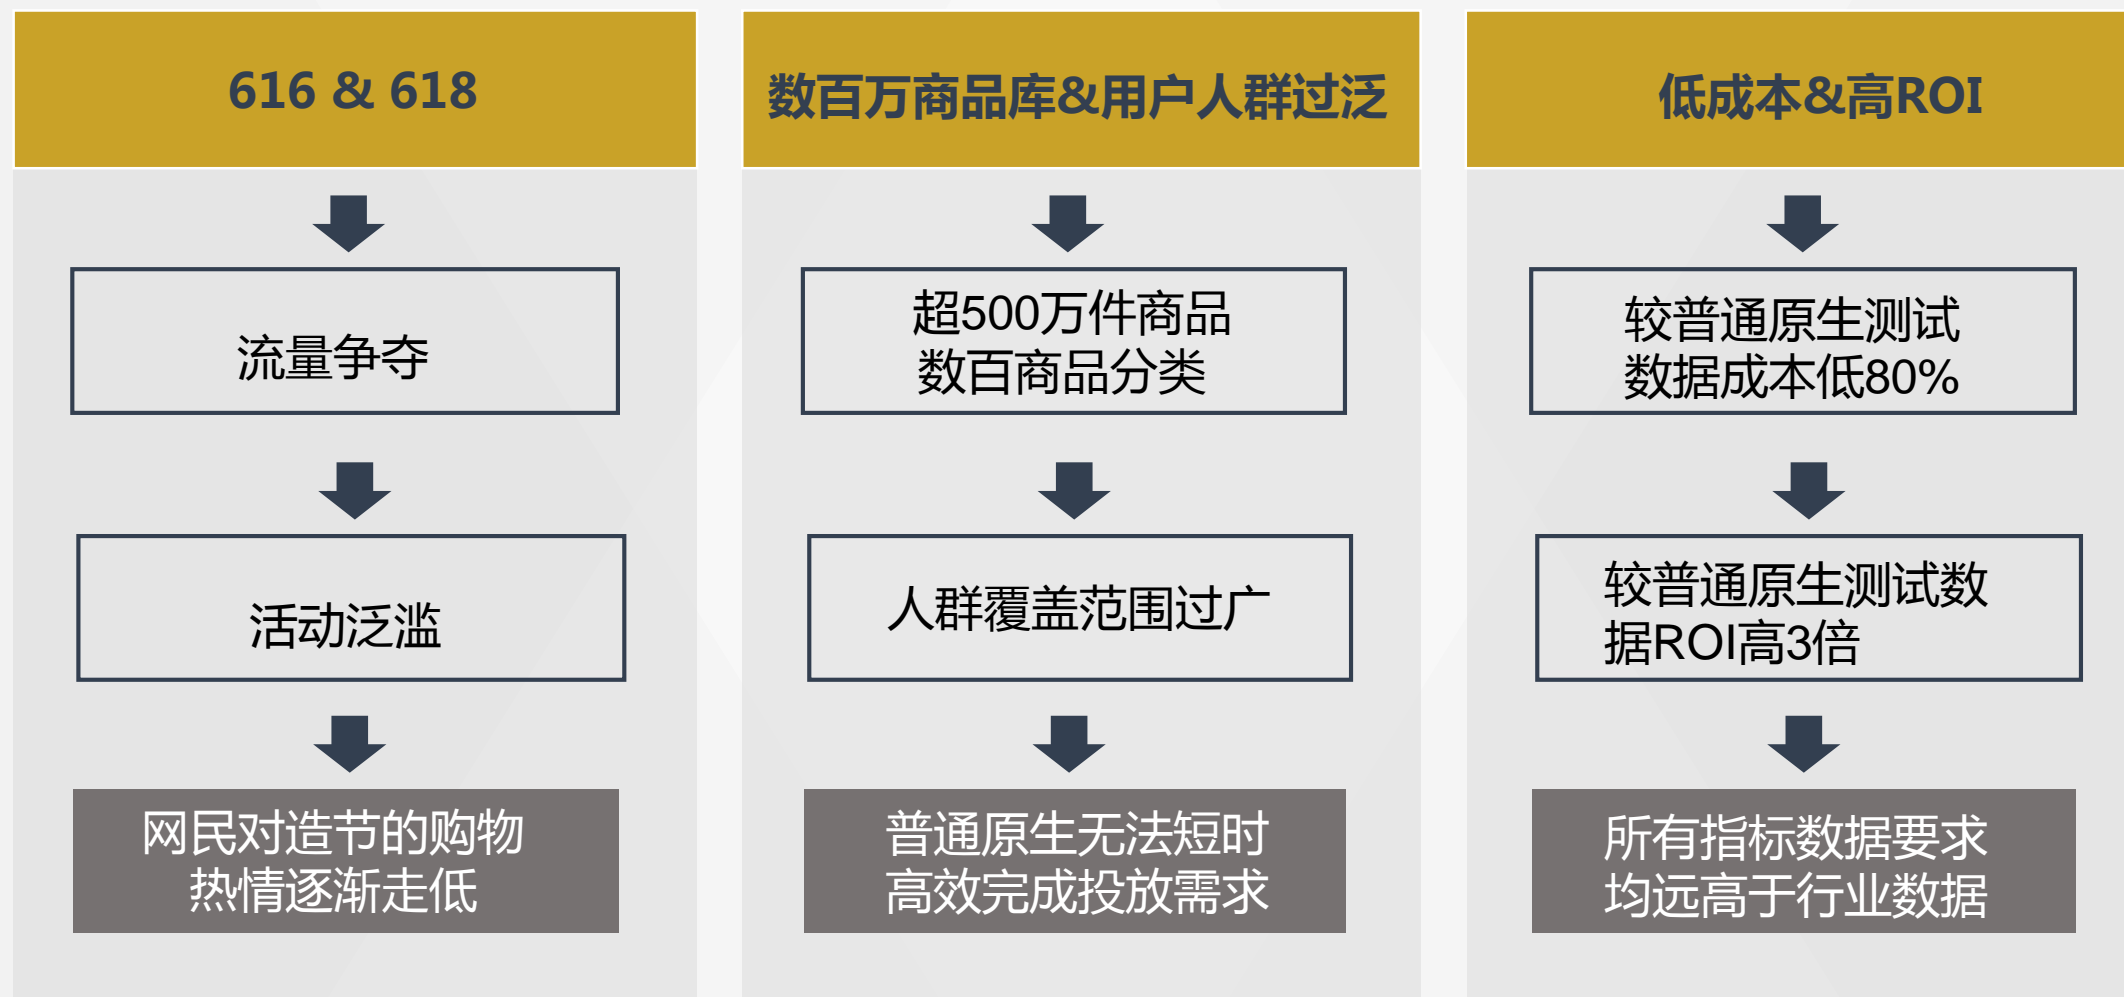 616 & 618
流量争夺
活动泛滥
网民对造节的购物
热情逐渐走低
数百万商品库&用户人群过泛
超500万件商品
数百商品分类
人群覆盖范围过广
普通原生无法短时
高效完成投放需求
低成本&高ROI
较普通原生测试
数据成本低80%
较普通原生测试数
据ROI高3倍
所有指标数据要求
均远高于行业数据